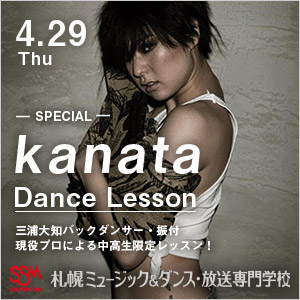 4.29
Thu
SPECIAL
kanata
Dance Lesson
三浦大知バックダンサー・振付
現役プロによる中高生限定レッスン！
SSM
札幌ミュージック&ダンス・放送専門学校